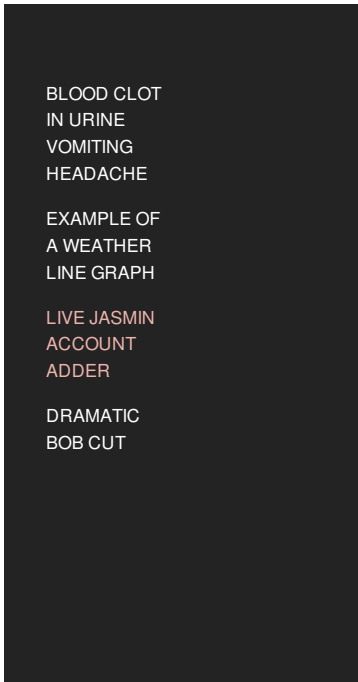 BLOOD CLOT
IN URINE
VOMITING
HEADACHE
EXAMPLE OF
A WEATHER
LINE GRAPH
LIVE JASMIN
ACCOUNT
ADDER
DRAMATIC
BOB CUT